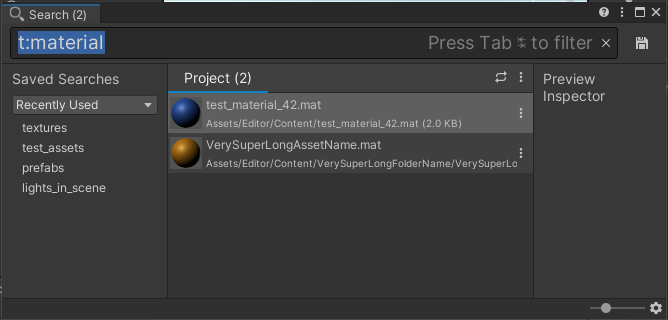 Search (2)
t:material
Press Tab to filter
Saved Searches
Recently Used
textures
test_assets
prefabs
lights_in_scene
Project (2)
test_material_42.mat
Assets/Editor/Content/test_material_42.mat (2.0 KB)
VerySuperLongAssetName.mat
Assets/Editor/Content/VerySuperLongFolderName/VerySuperLo
Preview
Inspector